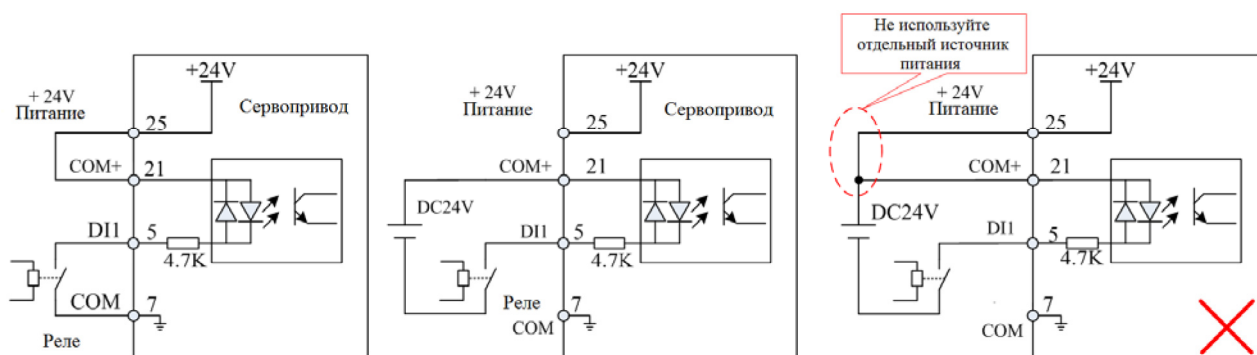 +24V
+ 24V
Питание
Сервопривод
25
COM+
21
DI1
5
4.7K
COM
7
Реле
+24V
+ 24V
Питание
Сервопривод
25
COM+
21
DC24V
DI1
5
4.7K
Реле
7
COM
Не используйте
отдельный источник
питания
+24V
+ 24V
Питание
25
COM+
21
DC24V
DI1
5
4.7K
7
COM